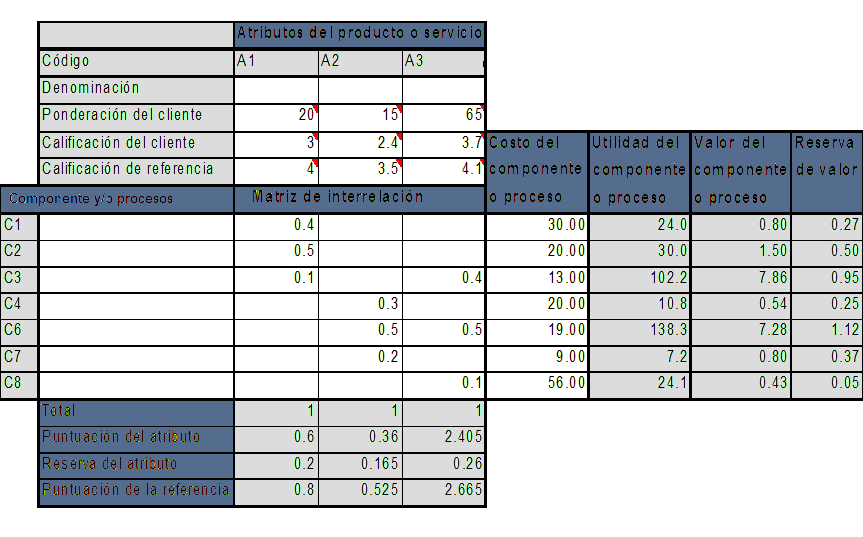 Atributos del producto o servicio
Código A1 A2 A3
Denominación
Ponderación del cliente 20 15 65
Calificación del cliente 3 2.4 3.7
Calificación de referencia 4 3.5 4.1
Costo del componente o proceso
Utilidad del componente o proceso
Valor del componente o proceso
Reserva de valor
Componente y/o procesos Matriz de interrelación
C1 0.4 30.00 24.0 0.80 0.27
C2 0.5 20.00 30.0 1.50 0.50
C3 0.1 0.4 13.00 102.2 7.86 0.95
C4 0.3 20.00 10.8 0.54 0.25
C6 0.5 0.5 19.00 138.3 7.28 1.12
C7 0.2 9.00 7.2 0.80 0.37
C8 0.1 56.00 24.1 0.43 0.05
Total 1 1 1
Puntuación del atributo 0.6 0.36 2.405
Reserva del atributo 0.2 0.165 0.26
Puntuación de la referencia 0.8 0.525 2.665